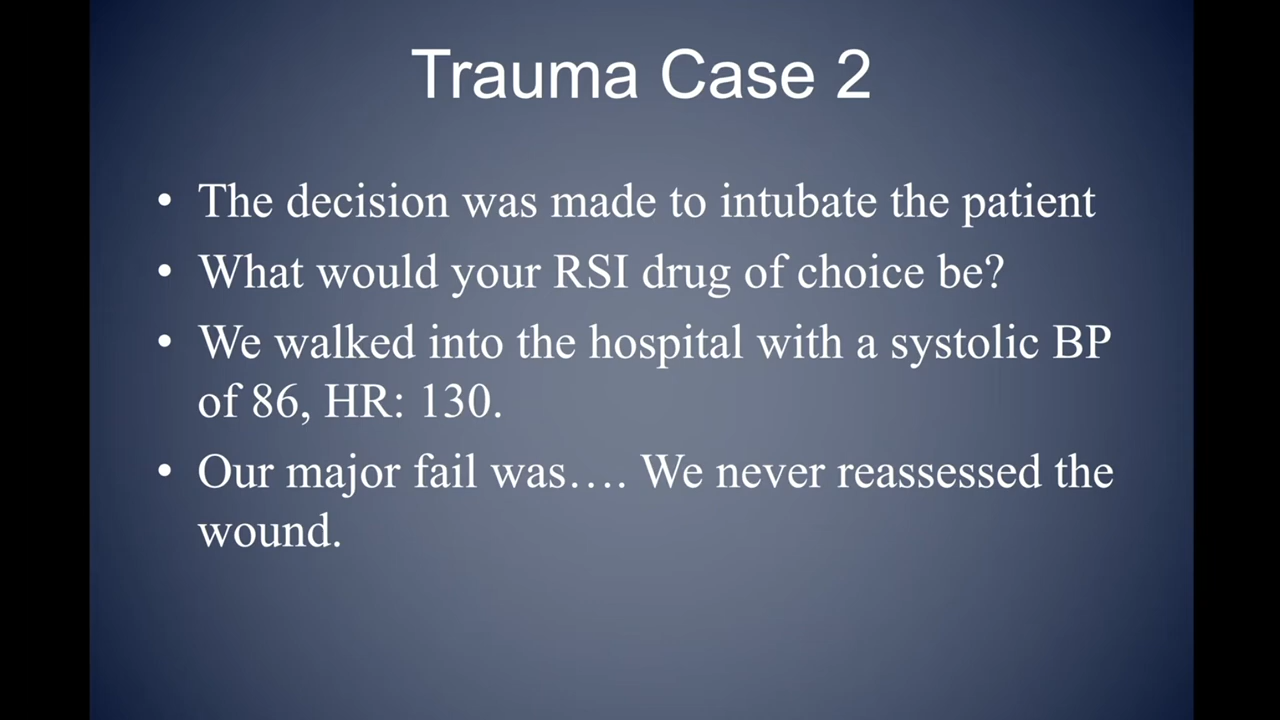 Trauma Case 2
• The decision was made to intubate the patient
• What would your RSI drug of choice be?
• We walked into the hospital with a systolic BP
of 86, HR: 130.
• Our major fail was…. We never reassessed the
wound.